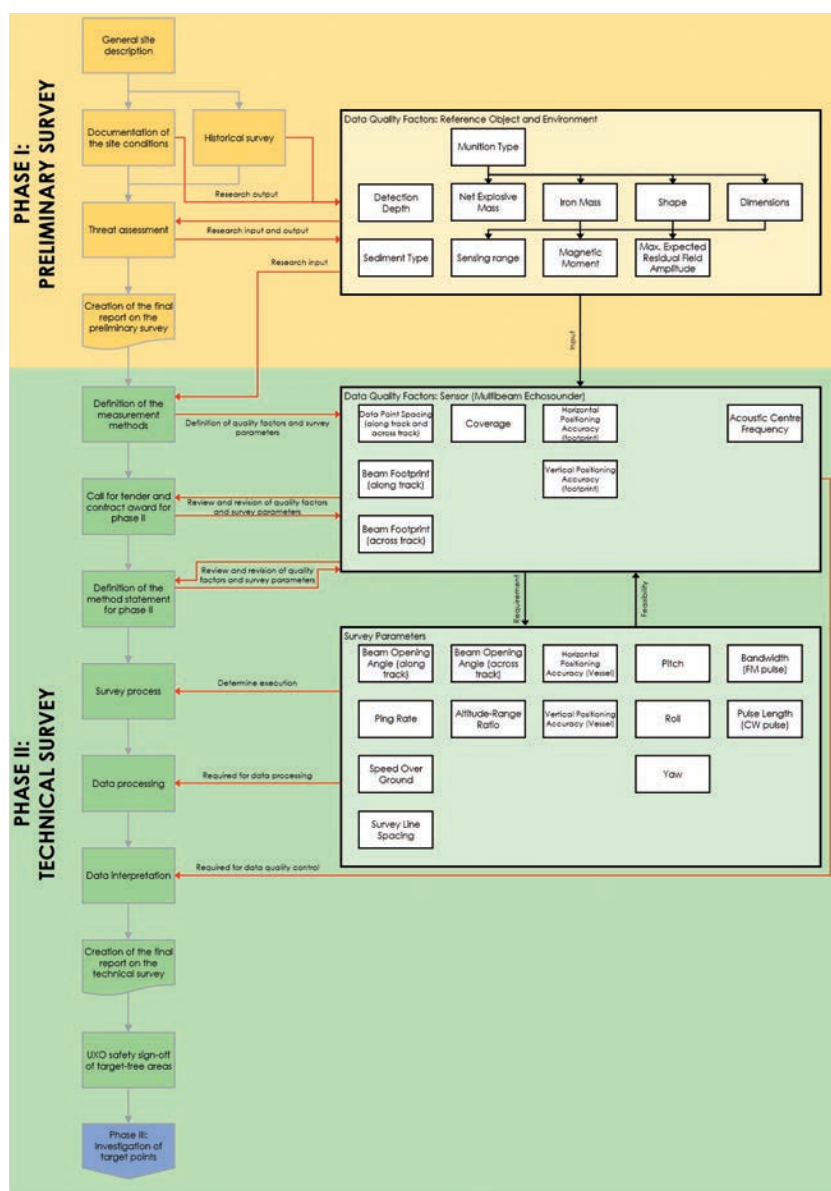 PHASE I:
PRELIMINARY SURVEY
General site
description
Documentation of
the site conditions
Historical survey
Research output
Threat assessment
Research input and output
Research input
Creation of the final
report on the
preliminary survey
Data Quality Factors: Reference Object and Environment
Munition Type
Detection
Depth
Net Explosive
Mass
Iron Mass
Shape
Dimensions
Sediment Type
Sensing range
Magnetic
Moment
Max. Expected
Residual Field
Amplitude
Input
PHASE II:
TECHNICAL SURVEY
Definition of the
measurement
methods
Definition of quality factors and survey
parameters
Call for tender and
contract award for
phase II
Review and revision of quality factors
and survey parameters
Definition of the
method statement
for phase II
Review and revision of quality
factors and survey parameters
Data Quality Factors: Sensor (Multibeam Echosounder)
Data Point Spacing
(along track and
across track)
Coverage
Horizontal
Positioning
Accuracy
(footprint)
Acoustic Centre
Frequency
Beam Footprint
(along track)
Vertical Positioning
Accuracy
(footprint)
Beam Footprint
(across track)
Requirement
Feasibility
Survey process
Determine execution
Data processing
Required for data processing
Data interpretation
Required for data quality control
Survey Parameters
Beam Opening
Angle (along
track)
Beam Opening
Angle (across
track)
Horizontal
Positioning
Accuracy (Vessel)
Pitch
Bandwidth
(FM pulse)
Ping Rate
Altitude-Range
Ratio
Vertical Positioning
Accuracy (Vessel)
Roll
Pulse Length
(CW pulse)
Speed Over
Ground
Yaw
Survey Line
Spacing
Creation of the final
report on the
technical survey
UXO safety sign-off
of target-free areas
Phase III:
Investigation of
target points